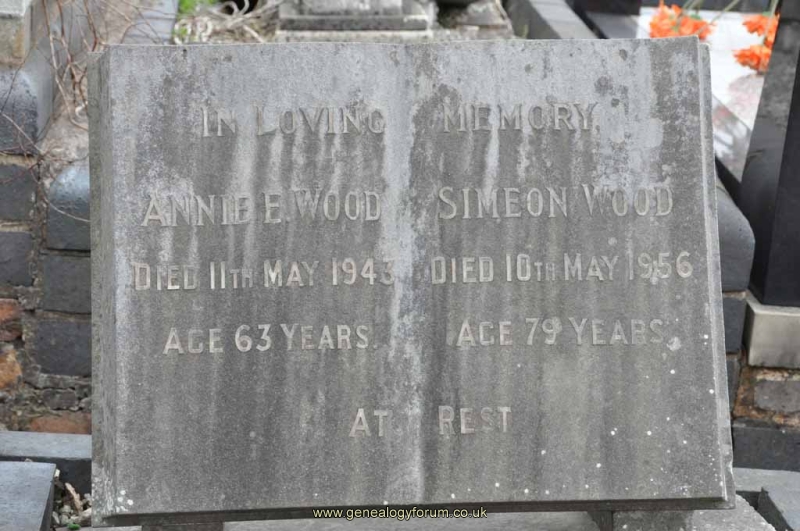 IN LOVING MEMORY
ANNIE E. WOOD
DIED 11TH MAY 1943
AGE 63 YEARS.
SIMEON WOOD
DIED 10TH MAY 1956
AGE 79 YEARS.
AT REST
www.genealogyforum.co.uk